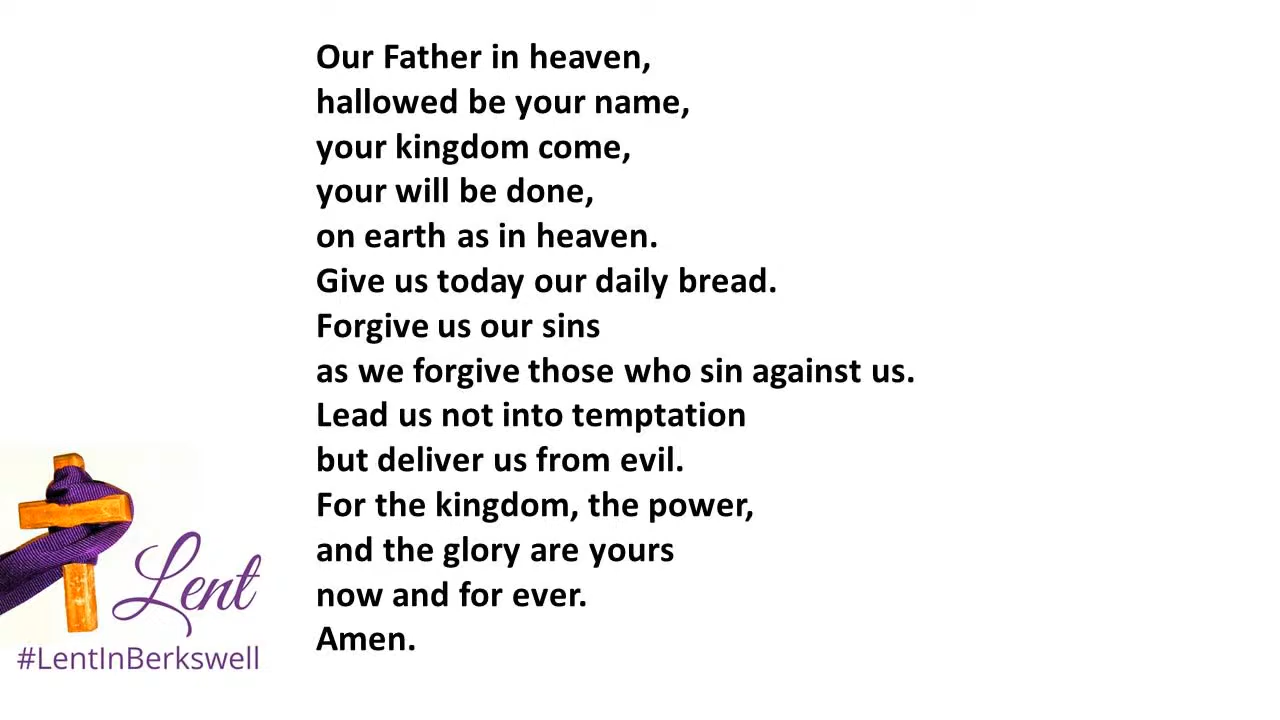 Our Father in heaven,
hallowed be your name,
your kingdom come,
your will be done,
on earth as in heaven.
Give us today our daily bread.
Forgive us our sins
as we forgive those who sin against us.
Lead us not into temptation
but deliver us from evil.
For the kingdom, the power,
and the glory are yours
now and for ever.
Amen.
Lent
#LentInBerkswell